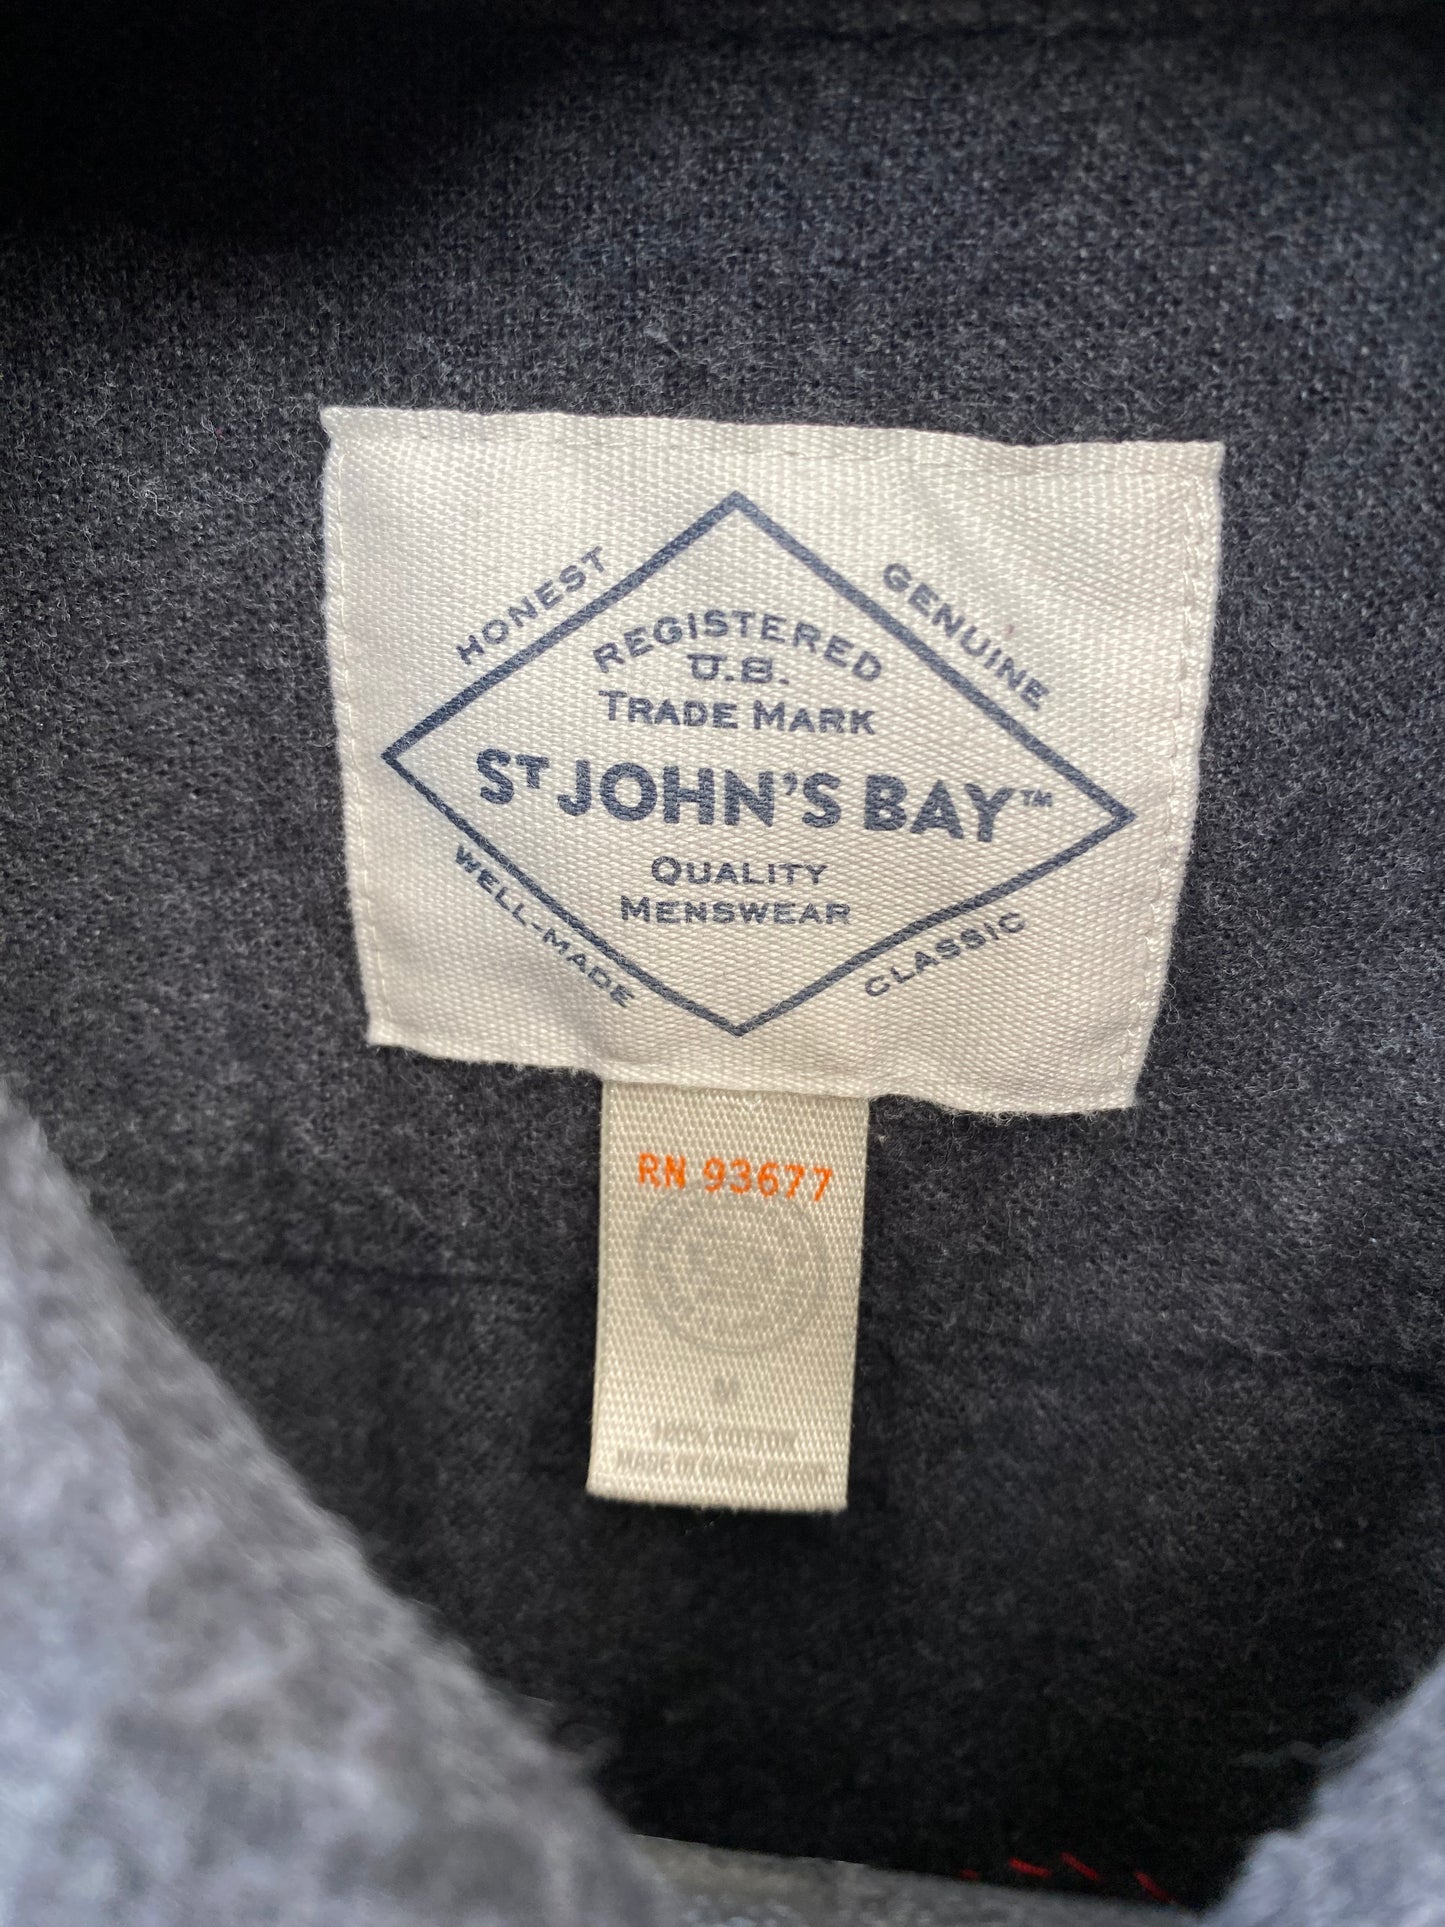 HONEST
GENUINE
REGISTERED
U.S.
TRADE MARK
ST JOHN'S BAY™
QUALITY
MENSWEAR
WELL-MADE
CLASSIC
RN 93677
M